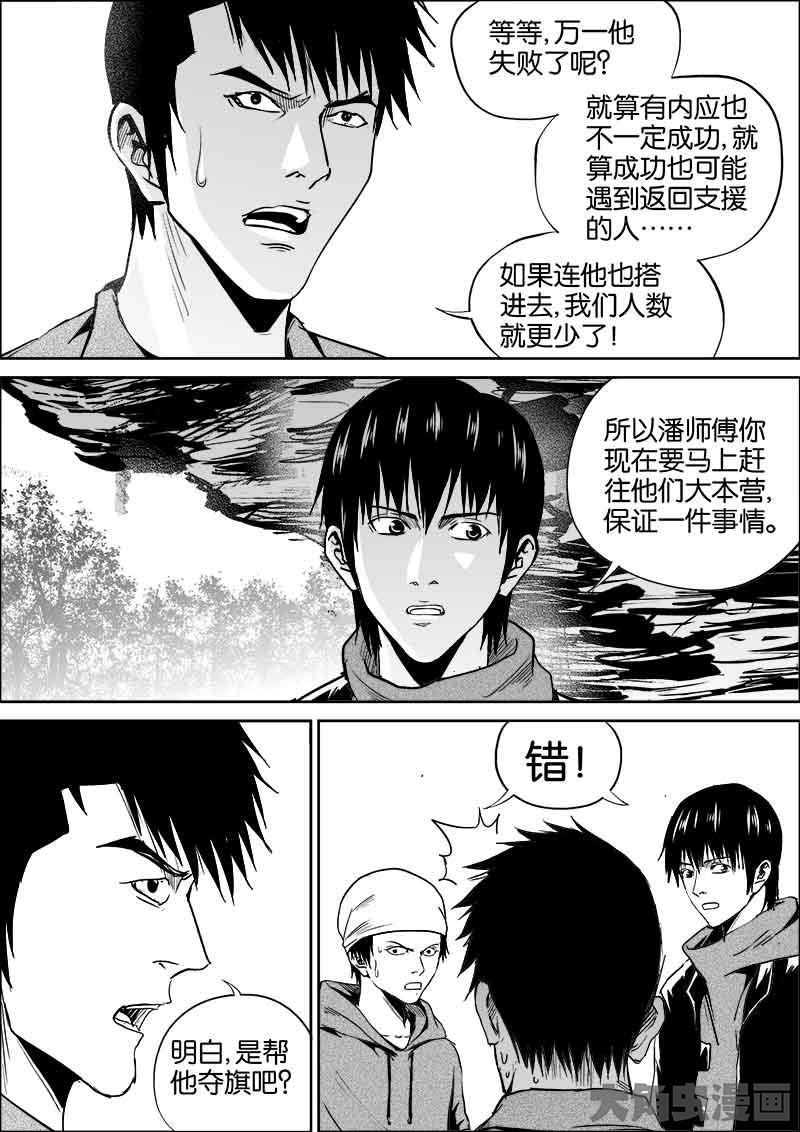 等等,万一他
失败了呢?
就算有内应也
不一定成功,就
算成功也可能
遇到返回支援
的人……
如果连他也搭
进去,我们人数
就更少了!
所以潘师傅你
现在要马上赶
往他们大本营,
保证一件事情。
明白,是帮
他夺旗吧?
错!
大角虫漫画